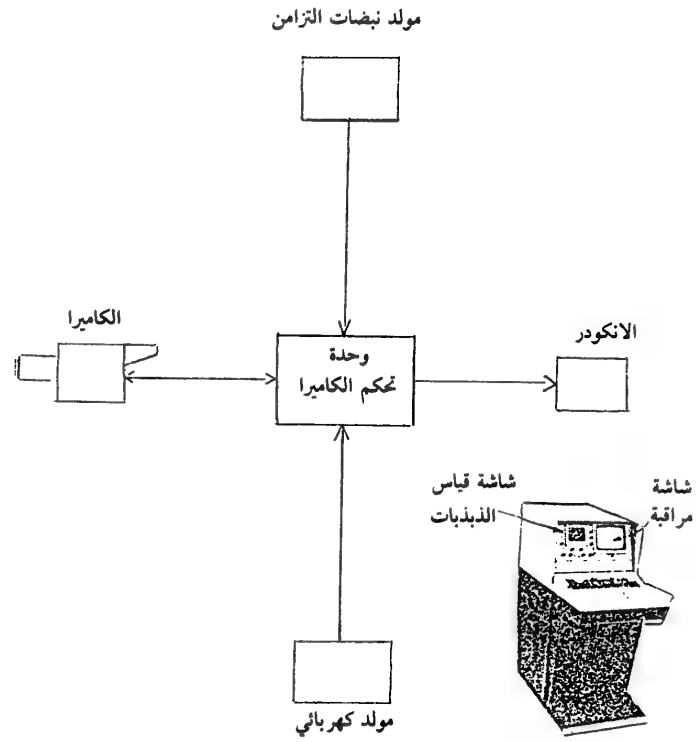 مولد نبضات التزامن
الكاميرا
وحدة
تحكم الكاميرا
الانكودر
شاشة قياس
الذبذبات
شاشة
مراقبة
مولد كهربائي